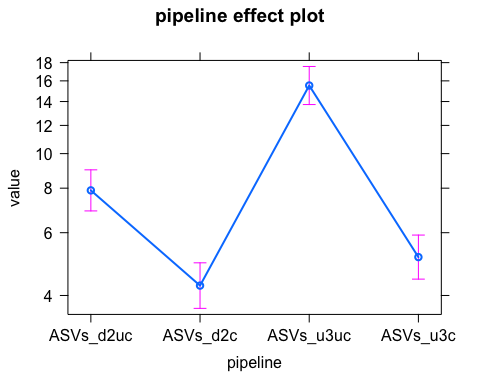 pipeline effect plot
18
16
14
12
10
8
6
4
value
ASVs_d2uc ASVs_d2c ASVs_u3uc ASVs_u3c
pipeline